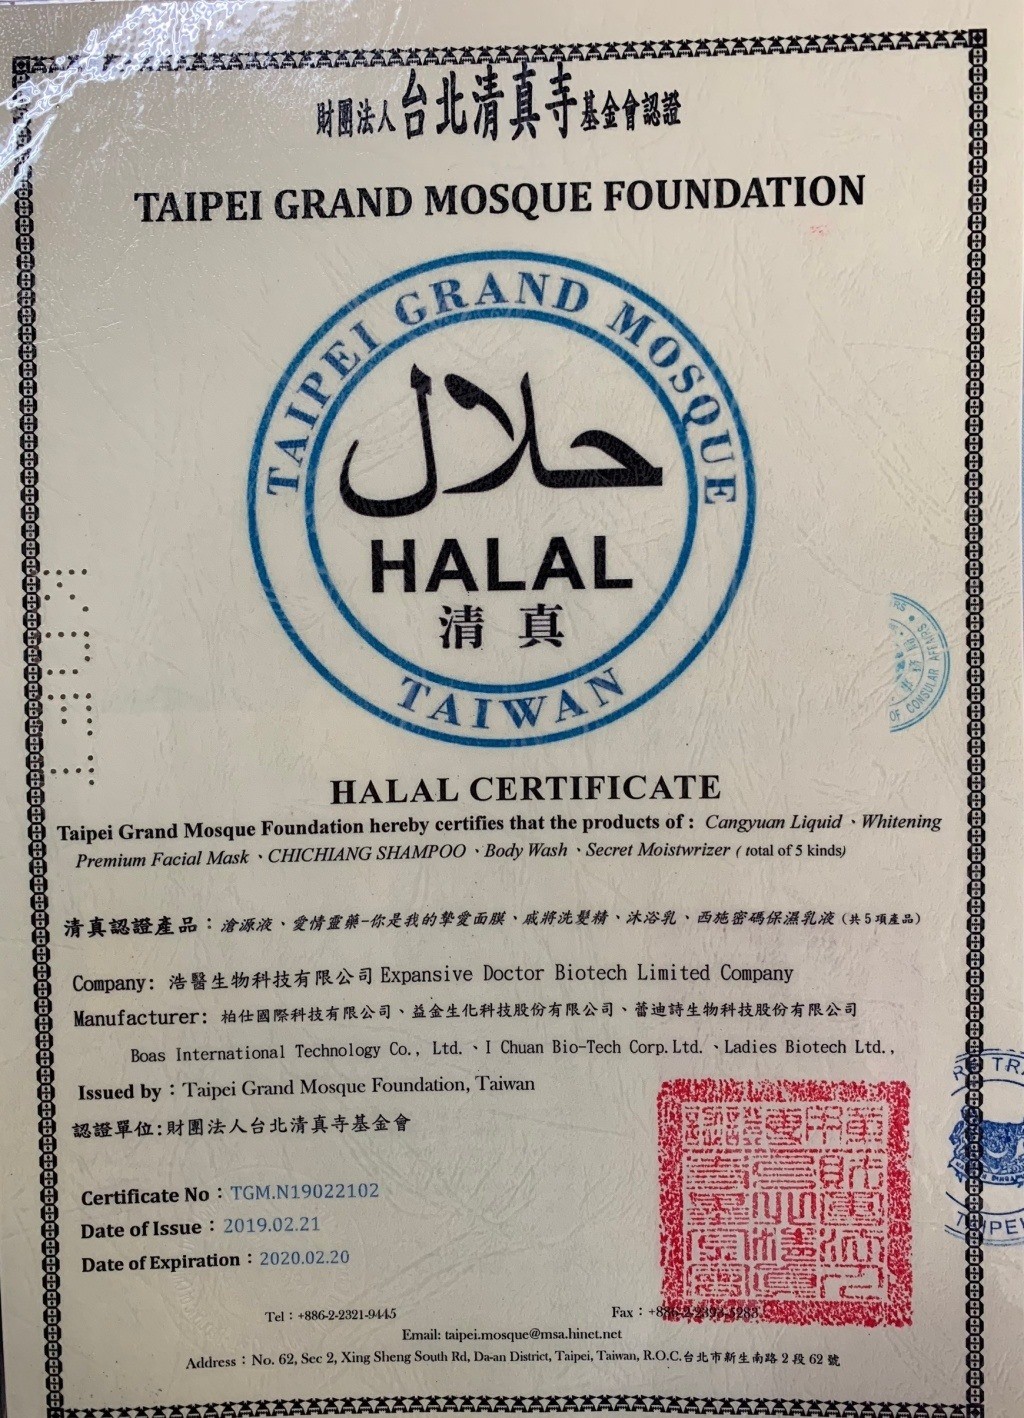 財團法人台北清真寺基金會認證
TAIPEI GRAND MOSQUE FOUNDATION
TAIPEI GRAND MOSQUE
حلال
HALAL
清真
TAIWAN
OF CONSULAR AFFAIRS
HALAL CERTIFICATE
Taipei Grand Mosque Foundation hereby certifies that the products of : Cangyuan Liquid、Whitening
Premium Facial Mask、CHICHIANG SHAMPOO、Body Wash、Secret Moistwrizer ( total of 5 kinds)
清真認證產品：滄源液、愛情靈藥-你是我的摯愛面膜、戚將洗髮精、沐浴乳、西施密碼保濕乳液（共5項產品）
Company: 浩醫生物科技有限公司 Expansive Doctor Biotech Limited Company
Manufacturer: 柏仕國際科技有限公司、益金生化科技股份有限公司、蕾迪詩生物科技股份有限公司
Boas International Technology Co., Ltd.、I Chuan Bio-Tech Corp. Ltd.、Ladies Biotech Ltd.,
Issued by：Taipei Grand Mosque Foundation, Taiwan
認證單位:財團法人台北清真寺基金會
Certificate No：TGM.N19022102
Date of Issue：2019.02.21
Date of Expiration：2020.02.20
TAIPEI
Tel：+886-2-2321-9445 Fax：+886-2-2393-5283
Email: taipei.mosque@msa.hinet.net
Address：No. 62, Sec 2, Xing Sheng South Rd, Da-an District, Taipei, Taiwan, R.O.C.台北市新生南路2段62號